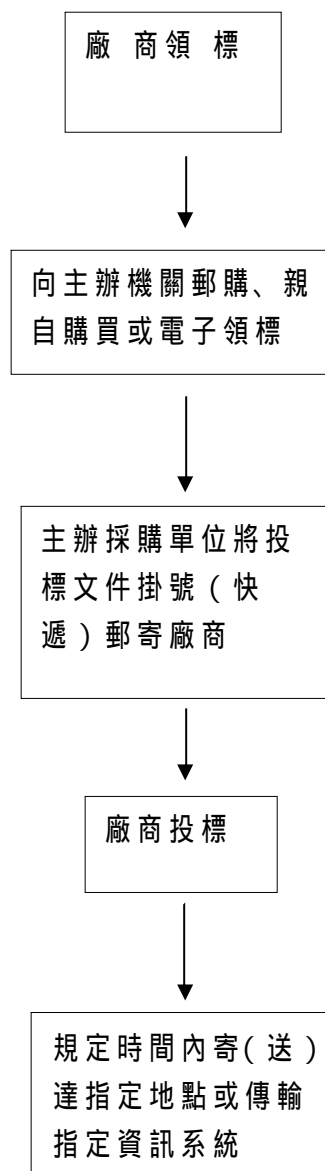 廠 商領 標
向主辦機關郵購、親
自購買或電子領標
主辦採購單位將投
標文件掛號（快
遞）郵寄廠商
廠商投標
規定時間內寄(送)
達指定地點或傳輸
指定資訊系統